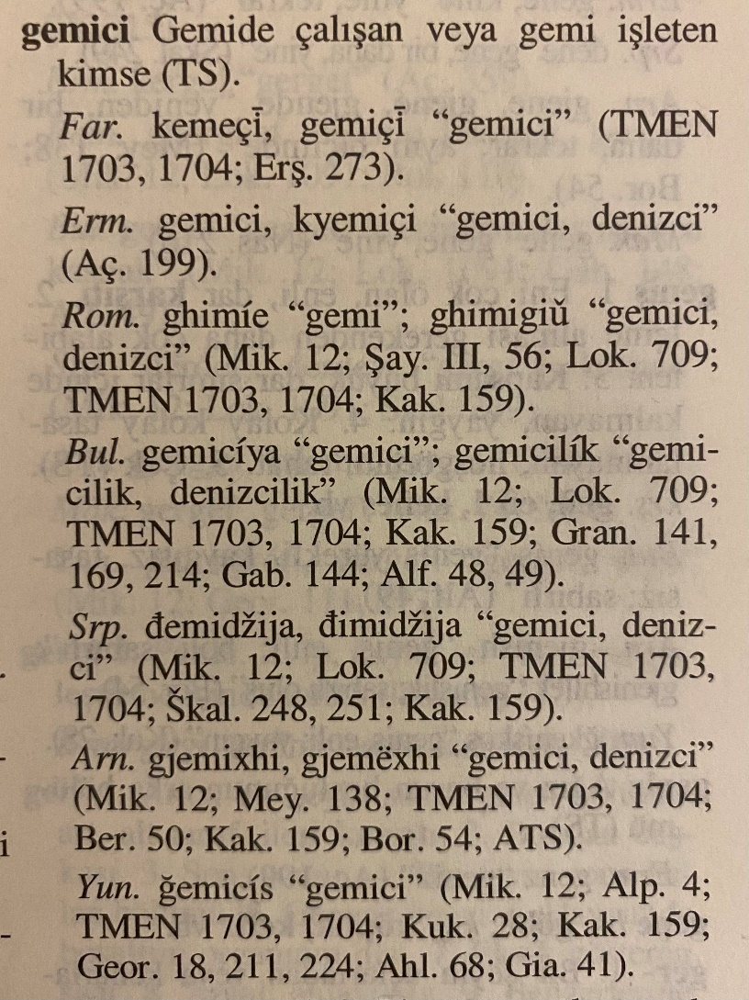 gemici Gemide çalışan veya gemi işleten
kimse (TS).
Far. kemeçī, gemiçī “gemici” (TMEN
1703, 1704; Erş. 273).
Erm. gemici, kyemiçi “gemici, denizci”
(Aç. 199).
Rom. ghimíe “gemi”; ghimigiŭ “gemici,
denizci” (Mik. 12; Şay. III, 56; Lok. 709;
TMEN 1703, 1704; Kak. 159).
Bul. gemicíya “gemici”; gemicilík “gemi-
cilik, denizcilik” (Mik. 12; Lok. 709;
TMEN 1703, 1704; Kak. 159; Gran. 141,
169, 214; Gab. 144; Alf. 48, 49).
Srp. đemidžija, đimidžija “gemici, deniz-
ci” (Mik. 12; Lok. 709; TMEN 1703,
1704; Škal. 248, 251; Kak. 159).
Arn. gjemixhi, gjemëxhi “gemici, denizci”
(Mik. 12; Mey. 138; TMEN 1703, 1704;
Ber. 50; Kak. 159; Bor. 54; ATS).
Yun. ğemicís “gemici” (Mik. 12; Alp. 4;
TMEN 1703, 1704; Kuk. 28; Kak. 159;
Geor. 18, 211, 224; Ahl. 68; Gia. 41).